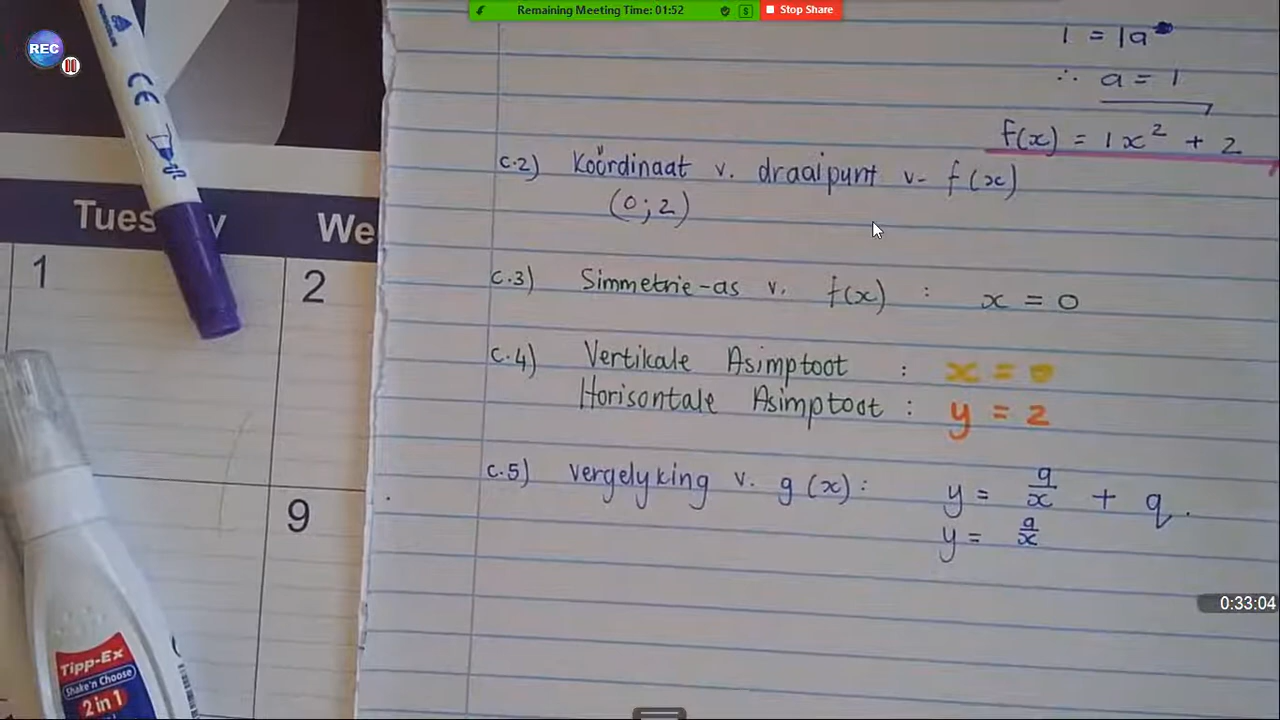 Remaining Meeting Time: 01:52
Stop Share
REC
CE
1 = 1a
∴ a = 1
f(x) = 1x² + 2
c.2) Koördinaat v. draaipunt v. f(x)
(0; 2)
c.3) Simmetrie-as v. f(x) : x = 0
c.4) Vertikale Asimptoot : x = 0
Horisontale Asimptoot : y = 2
c.5) vergelyking v. g(x): y = a/x + q.
y = a/x
Tuesday
We
1
2
9
Tipp-Ex
Shake'n Choose
2 in 1
0:33:04